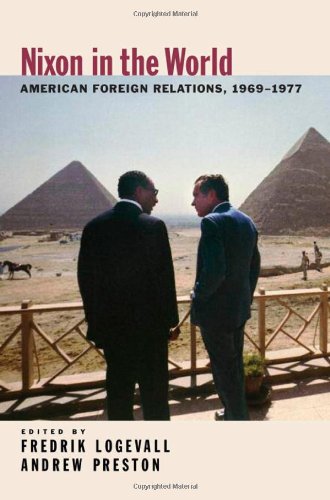 Nixon in the World
AMERICAN FOREIGN RELATIONS, 1969–1977
EDITED BY
FREDRIK LOGEVALL
ANDREW PRESTON